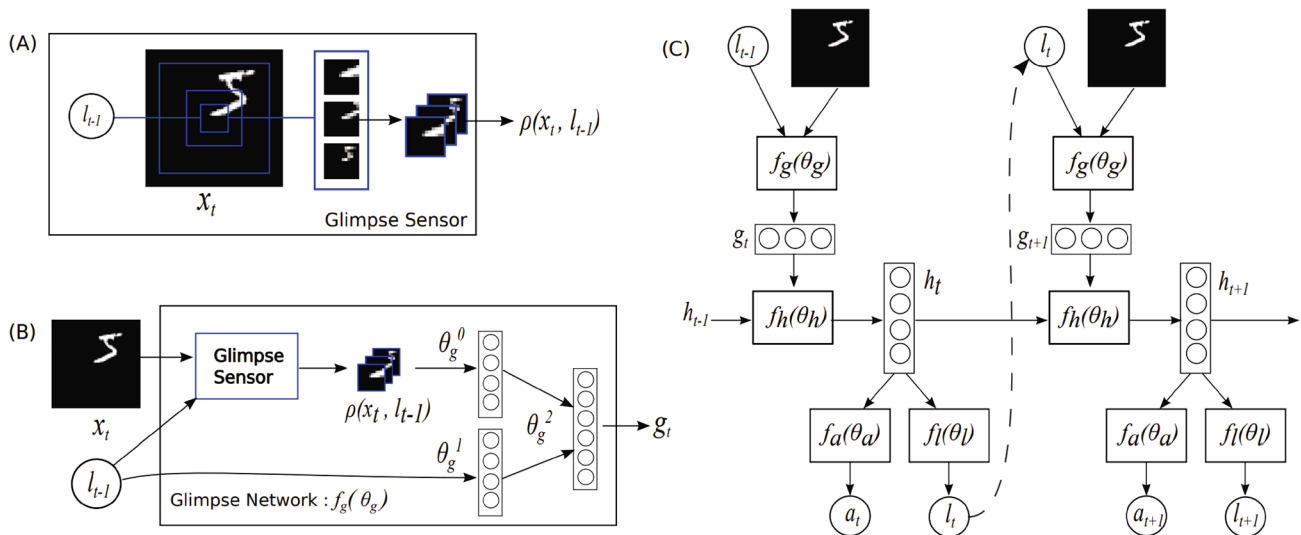 (A)
l_{t-1}
x_t
ρ(x_t, l_{t-1})
Glimpse Sensor
(B)
x_t
l_{t-1}
Glimpse
Sensor
ρ(x_t, l_{t-1})
θ_g^0
θ_g^1
θ_g^2
g_t
Glimpse Network : f_g(θ_g)
(C)
l_{t-1}
l_t
f_g(θ_g)
f_g(θ_g)
g_t
g_{t+1}
h_{t-1}
f_h(θ_h)
h_t
f_h(θ_h)
h_{t+1}
f_a(θ_a)
f_l(θ_l)
f_a(θ_a)
f_l(θ_l)
a_t
l_t
a_{t+1}
l_{t+1}